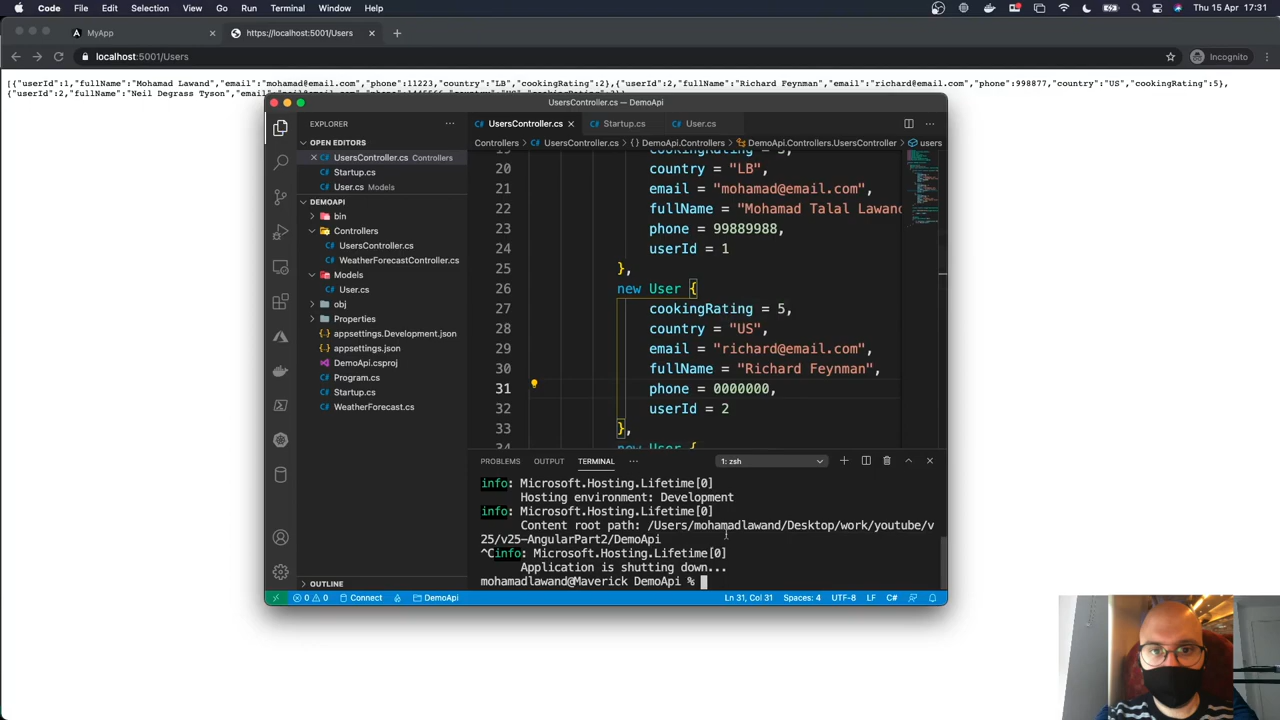 Code File Edit Selection View Go Run Terminal Window Help Thu 15 Apr 17:31
MyApp https://localhost:5001/Users
localhost:5001/Users Incognito
[{"userId":1,"fullName":"Mohamad Lawand","email":"mohamad@email.com","phone":11223,"country":"LB","cookingRating":2},{"userId":2,"fullName":"Richard Feynman","email":"richard@email.com","phone":998877,"country":"US","cookingRating":5},
{"userId":2,"fullName":"Neil Degrass Tyson"
UsersController.cs — DemoApi
EXPLORER
UsersController.cs Startup.cs User.cs
OPEN EDITORS
Controllers UsersController.cs DemoApi.Controllers DemoApi.Controllers.UsersController users
UsersController.cs Controllers
Startup.cs
User.cs Models
DEMOAPI
bin
Controllers
UsersController.cs
WeatherForecastController.cs
Models
User.cs
obj
Properties
appsettings.Development.json
appsettings.json
DemoApi.csproj
Program.cs
Startup.cs
WeatherForecast.cs
OUTLINE
20 country = "LB",
21 email = "mohamad@email.com",
22 fullName = "Mohamad Talal Lawand
23 phone = 99889988,
24 userId = 1
25 },
26 new User {
27 cookingRating = 5,
28 country = "US",
29 email = "richard@email.com",
30 fullName = "Richard Feynman",
31 phone = 0000000,
32 userId = 2
33 },
34 new User {
PROBLEMS OUTPUT TERMINAL 1: zsh
info: Microsoft.Hosting.Lifetime[0]
Hosting environment: Development
info: Microsoft.Hosting.Lifetime[0]
Content root path: /Users/mohamadlawand/Desktop/work/youtube/v
25/v25-AngularPart2/DemoApi
^Cinfo: Microsoft.Hosting.Lifetime[0]
Application is shutting down...
mohamadlawand@Maverick DemoApi %
0 0 Connect DemoApi Ln 31, Col 31 Spaces: 4 UTF-8 LF C#